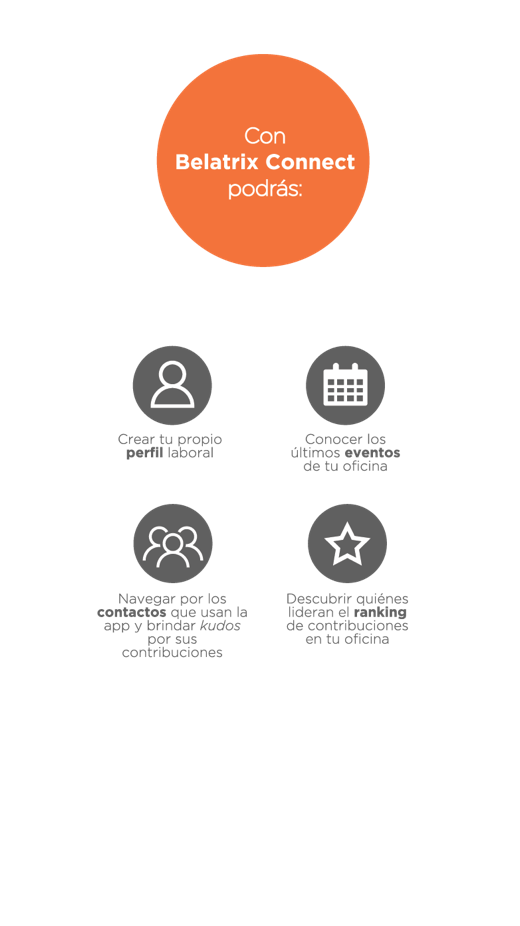 Con
Belatrix Connect
podrás:
Crear tu propio
perfil laboral
Conocer los
últimos eventos
de tu oficina
Navegar por los
contactos que usan la
app y brindar kudos
por sus
contribuciones
Descubrir quiénes
lideran el ranking
de contribuciones
en tu oficina